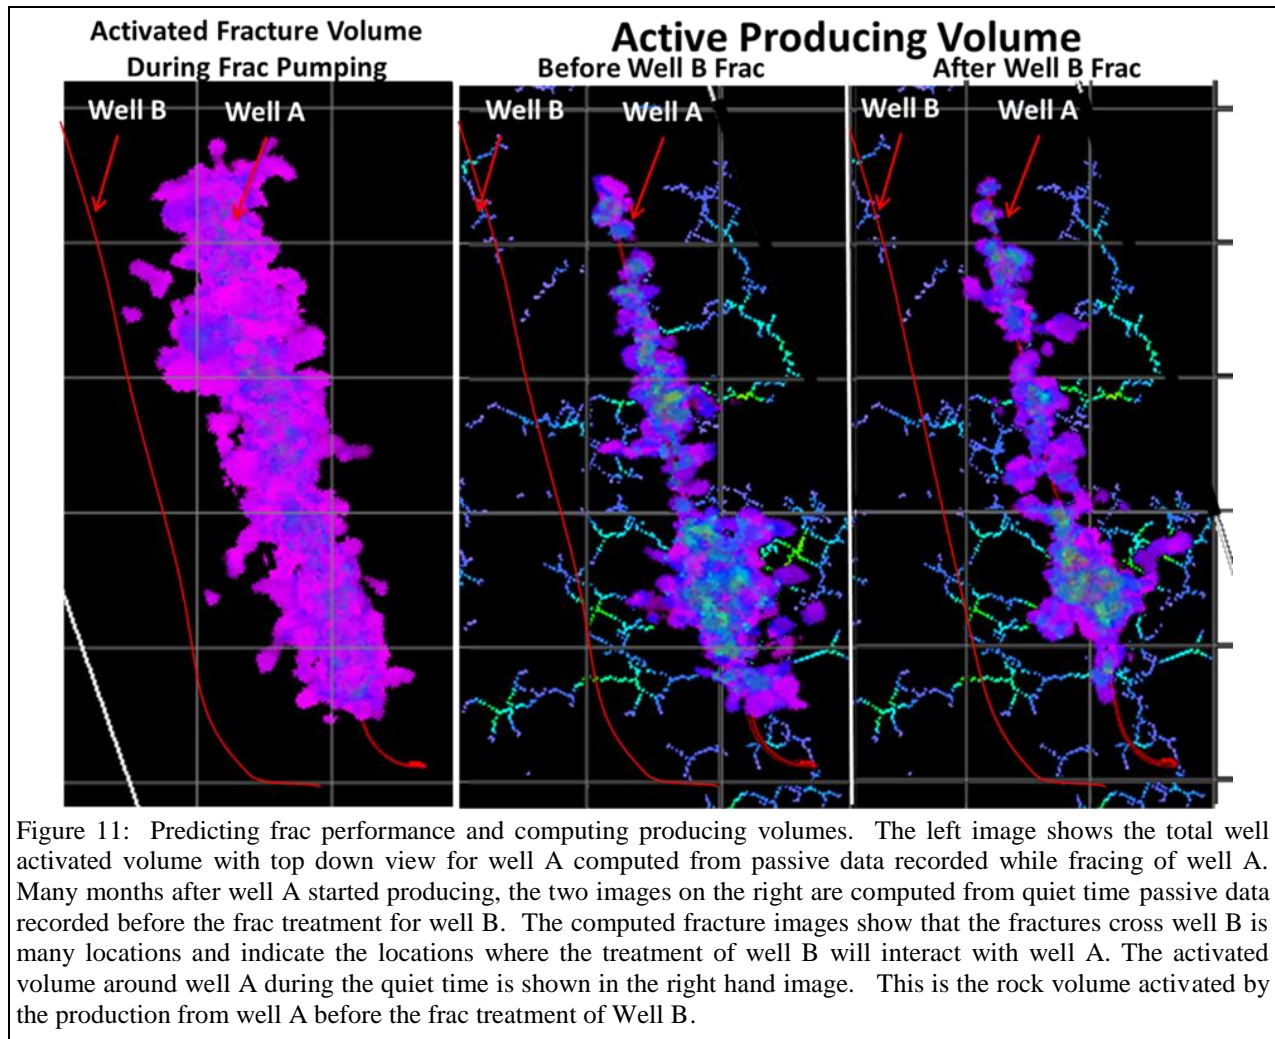 Activated Fracture Volume
During Frac Pumping
Active Producing Volume
Before Well B Frac
After Well B Frac
Well B
Well A
Well B
Well A
Well B
Well A
Figure 11: Predicting frac performance and computing producing volumes. The left image shows the total well
activated volume with top down view for well A computed from passive data recorded while fracing of well A.
Many months after well A started producing, the two images on the right are computed from quiet time passive data
recorded before the frac treatment for well B. The computed fracture images show that the fractures cross well B is
many locations and indicate the locations where the treatment of well B will interact with well A. The activated
volume around well A during the quiet time is shown in the right hand image. This is the rock volume activated by
the production from well A before the frac treatment of Well B.